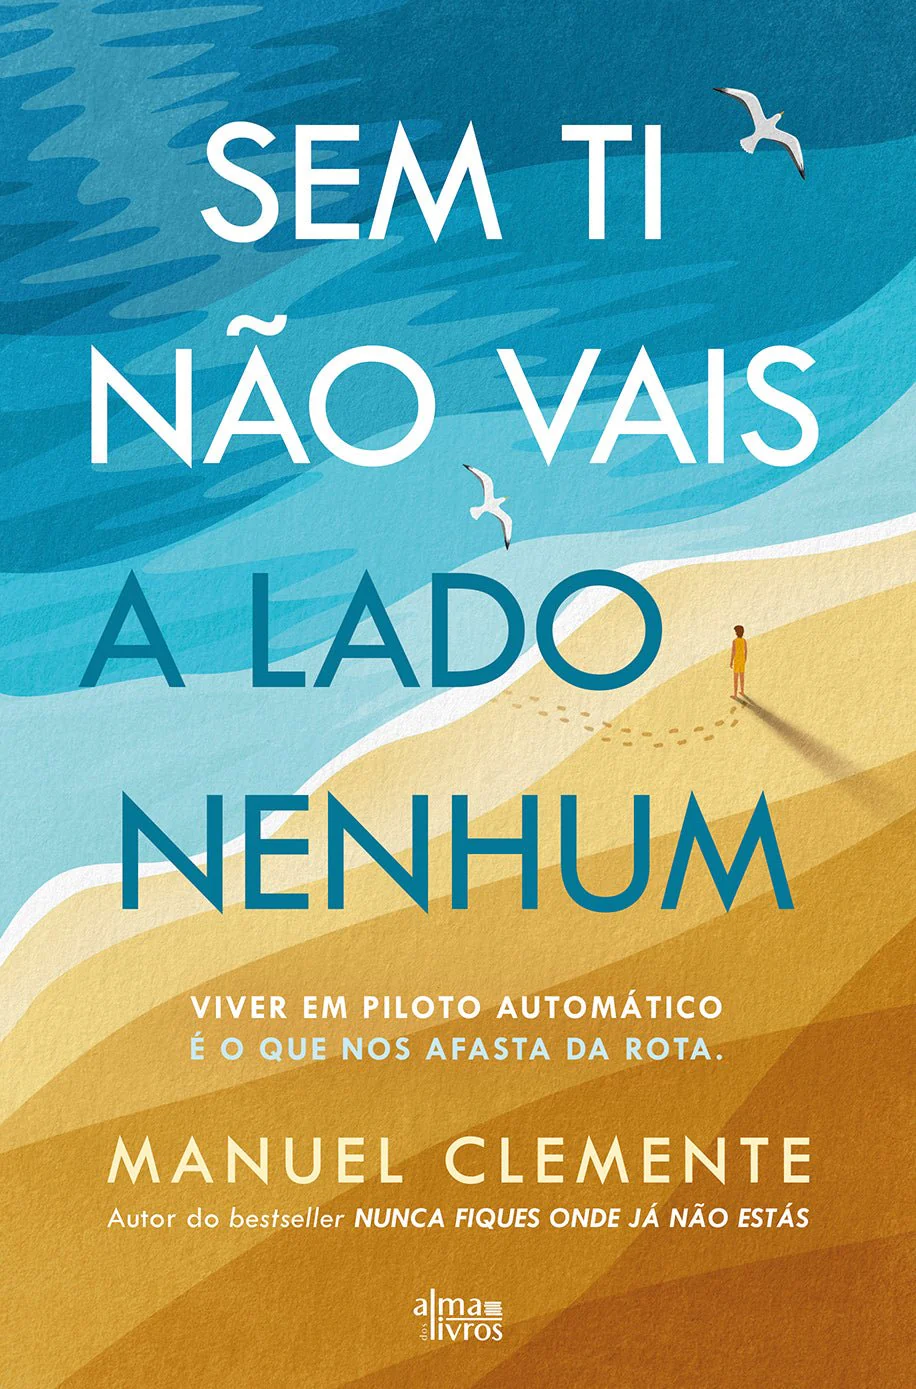 SEM TI
NÃO VAIS
A LADO
NENHUM
VIVER EM PILOTO AUTOMÁTICO
É O QUE NOS AFASTA DA ROTA.
MANUEL CLEMENTE
Autor do bestseller NUNCA FIQUES ONDE JÁ NÃO ESTÁS
alma
dos livros